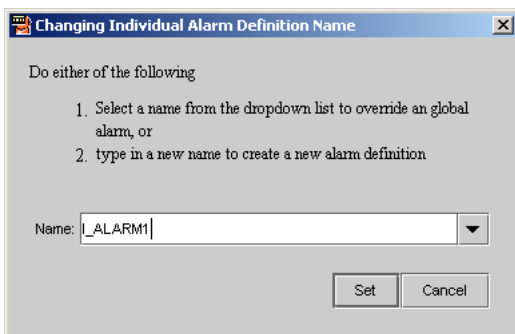 Changing Individual Alarm Definition Name
Do either of the following
1. Select a name from the dropdown list to override an global
alarm, or
2. type in a new name to create a new alarm definition
Name: I_ALARM1
Set Cancel